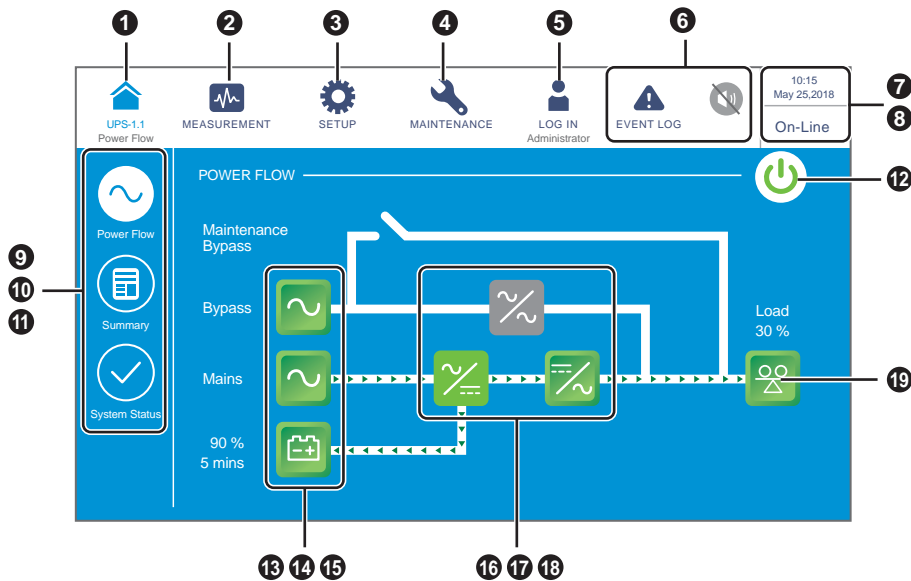 1
2
3
4
5
6
7
8
UPS-1.1
Power Flow
MEASUREMENT
SETUP
MAINTENANCE
LOG IN
Administrator
EVENT LOG
10:15
May 25,2018
On-Line
9
10
11
12
Power Flow
Summary
System Status
POWER FLOW
Maintenance
Bypass
Bypass
Mains
90 %
5 mins
Load
30 %
19
13 14 15
16 17 18